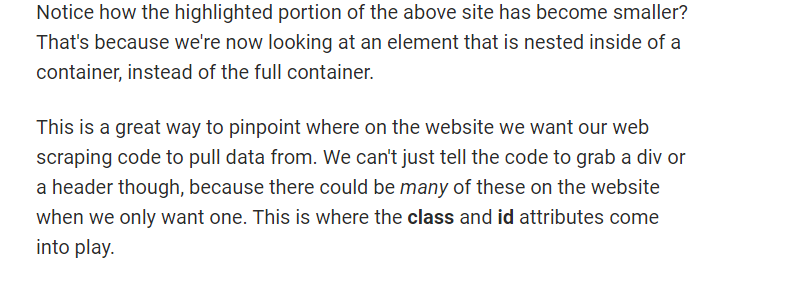 Notice how the highlighted portion of the above site has become smaller?
That's because we're now looking at an element that is nested inside of a
container, instead of the full container.
This is a great way to pinpoint where on the website we want our web
scraping code to pull data from. We can't just tell the code to grab a div or
a header though, because there could be many of these on the website
when we only want one. This is where the class and id attributes come
into play.